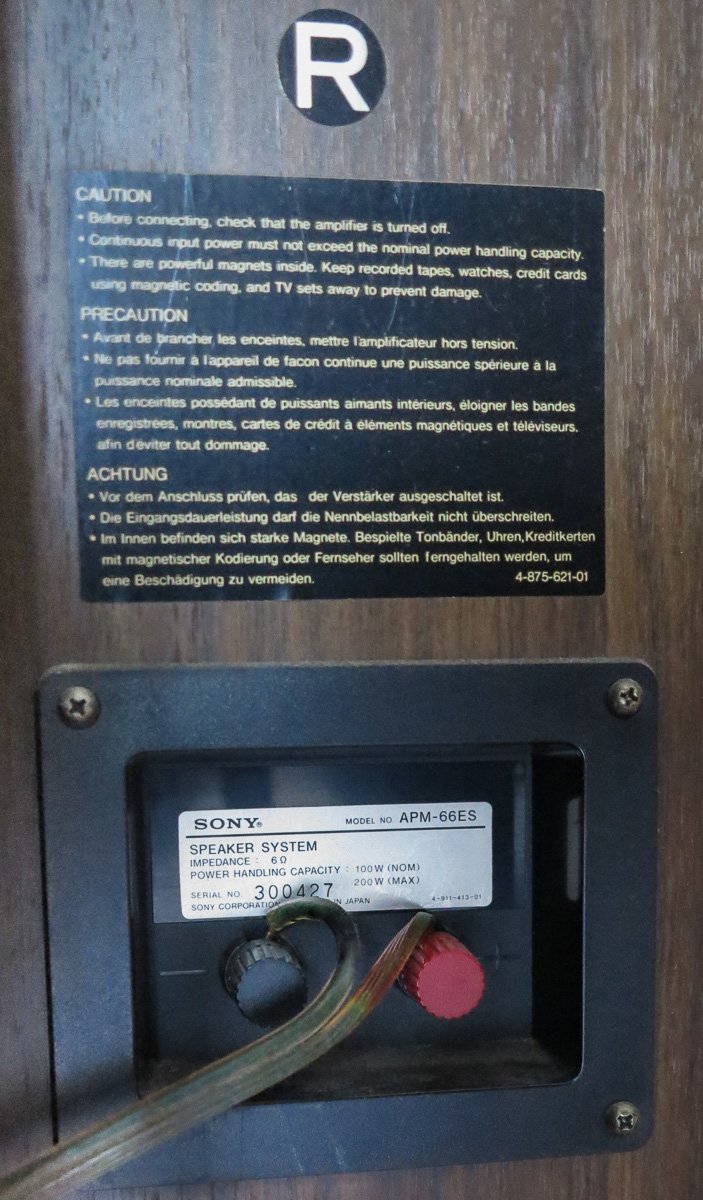 R
CAUTION
• Before connecting, check that the amplifier is turned off.
• Continuous input power must not exceed the nominal power handling capacity.
• There are powerful magnets inside. Keep recorded tapes, watches, credit cards
using magnetic coding, and TV sets away to prevent damage.
PRECAUTION
• Avant de brancher les enceintes, mettre l'amplificateur hors tension.
• Ne pas fournir à l'appareil de facon continue une puissance spérieure à la
puissance nominale admissible.
• Les enceintes possédant de puissants aimants intérieurs, éloigner les bandes
enregistrées, montres, cartes de crédit à éléments magnétiques et téléviseurs,
afin d'éviter tout dommage.
ACHTUNG
• Vor dem Anschluss prüfen, das der Verstärker ausgeschaltet ist.
• Die Eingangsdauerleistung darf die Nennbelastbarkeit nicht überschreiten.
• Im Innen befinden sich starke Magnete. Bespielte Tonbänder, Uhren,Kreditkerten
mit magnetischer Kodierung oder Fernseher sollten ferngehalten werden, um
eine Beschädigung zu vermeiden. 4-875-621-01
SONY® MODEL NO APM-66ES
SPEAKER SYSTEM
IMPEDANCE : 6Ω
POWER HANDLING CAPACITY : 100W (NOM)
200W (MAX)
SERIAL NO. 300427
SONY CORPORATION IN JAPAN 4-911-413-01
— +